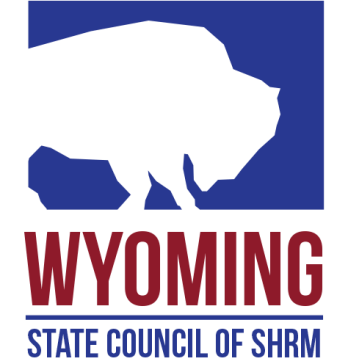 WYOMING
STATE COUNCIL OF SHRM